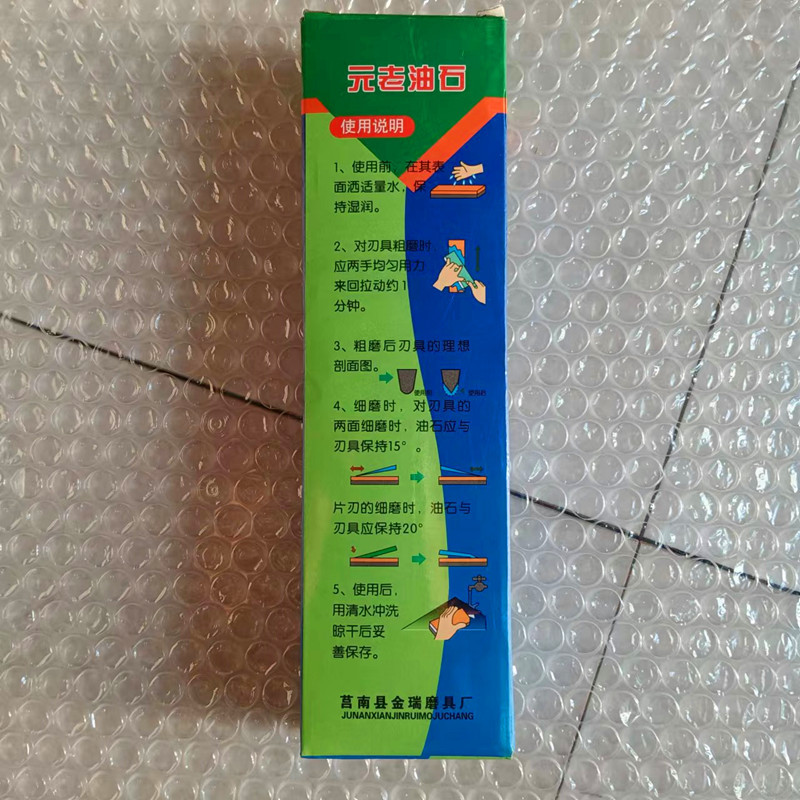 元老油石
使用说明
1、使用前，在其表
面洒适量水，保
持湿润。
2、对刃具粗磨时
应两手均匀用力
来回拉动约1
分钟。
3、粗磨后刃具的理想
剖面图。
使用前
使用后
4、细磨时，对刃具的
两面细磨时，油石应与
刃具保持15°。
片刃的细磨时，油石与
刃具应保持20°
5、使用后，
用清水冲洗
晾干后妥
善保存。
莒南县金瑞磨具厂
JUNANXIANJINRUIMOJUCHANG